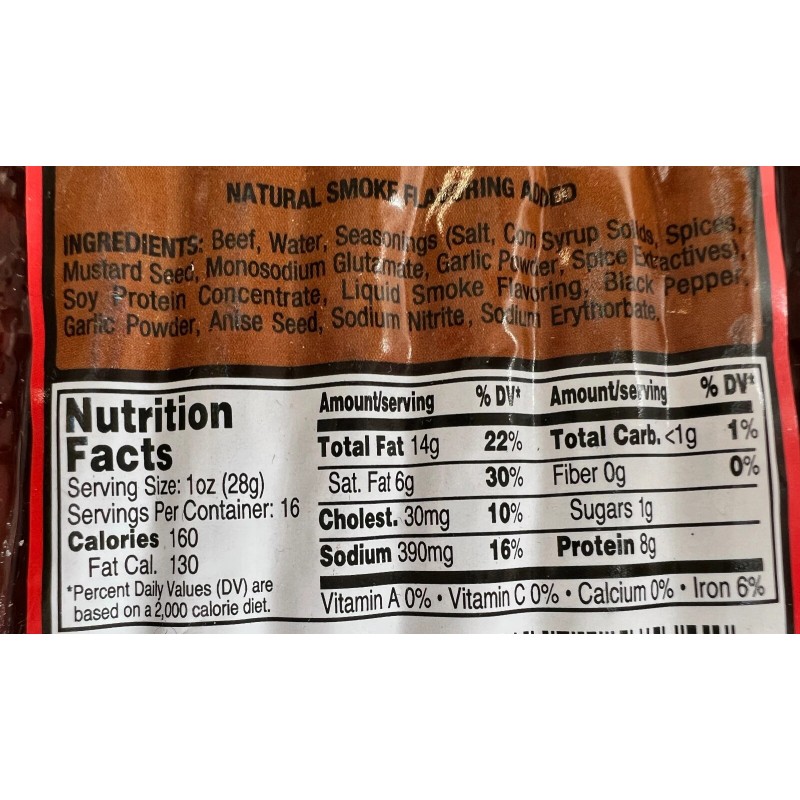 NATURAL SMOKE FLAVORING ADDED
INGREDIENTS: Beef, Water, Seasonings (Salt, Corn Syrup Solids, Spices,
Mustard Seed, Monosodium Glutamate, Garlic Powder, Spice Extractives),
Soy Protein Concentrate, Liquid Smoke Flavoring, Black Pepper,
Garlic Powder, Anise Seed, Sodium Nitrite, Sodium Erythorbate.
Nutrition
Facts
Serving Size: 1oz (28g)
Servings Per Container: 16
Calories 160
Fat Cal. 130
*Percent Daily Values (DV) are
based on a 2,000 calorie diet.
Amount/serving % DV* Amount/serving % DV*
Total Fat 14g 22% Total Carb. <1g 1%
Sat. Fat 6g 30% Fiber 0g 0%
Cholest. 30mg 10% Sugars 1g
Sodium 390mg 16% Protein 8g
Vitamin A 0% • Vitamin C 0% • Calcium 0% • Iron 6%